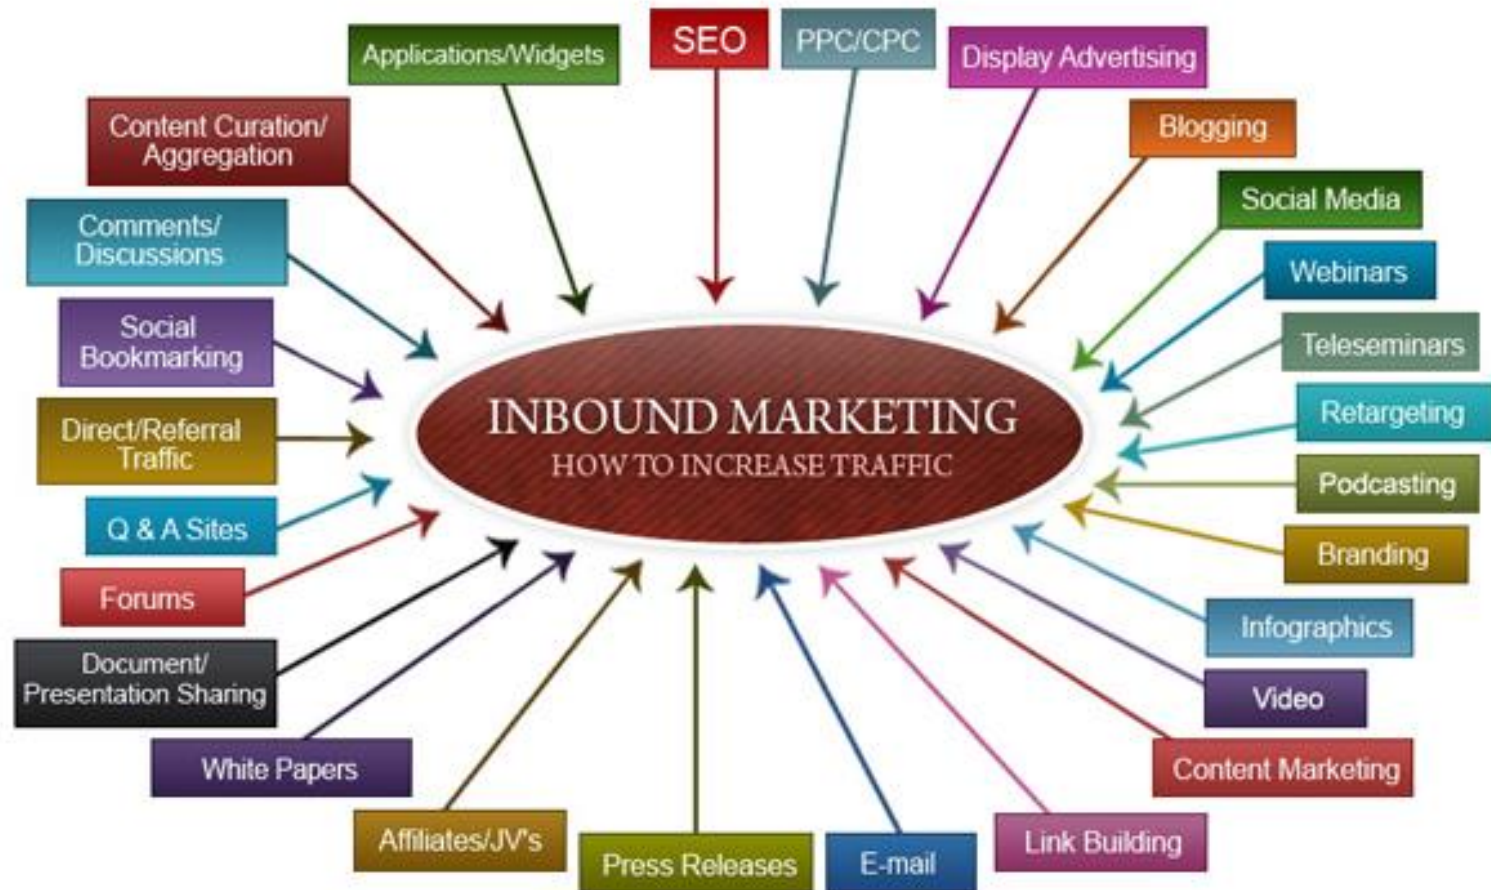 Applications/Widgets
SEO
PPC/CPC
Display Advertising
Content Curation/
Aggregation
Blogging
Comments/
Discussions
Social Media
Webinars
Social
Bookmarking
Teleseminars
INBOUND MARKETING
HOW TO INCREASE TRAFFIC
Direct/Referral
Traffic
Retargeting
Q & A Sites
Podcasting
Forums
Branding
Document/
Presentation Sharing
Infographics
White Papers
Video
Content Marketing
Affiliates/JV's
Press Releases
E-mail
Link Building